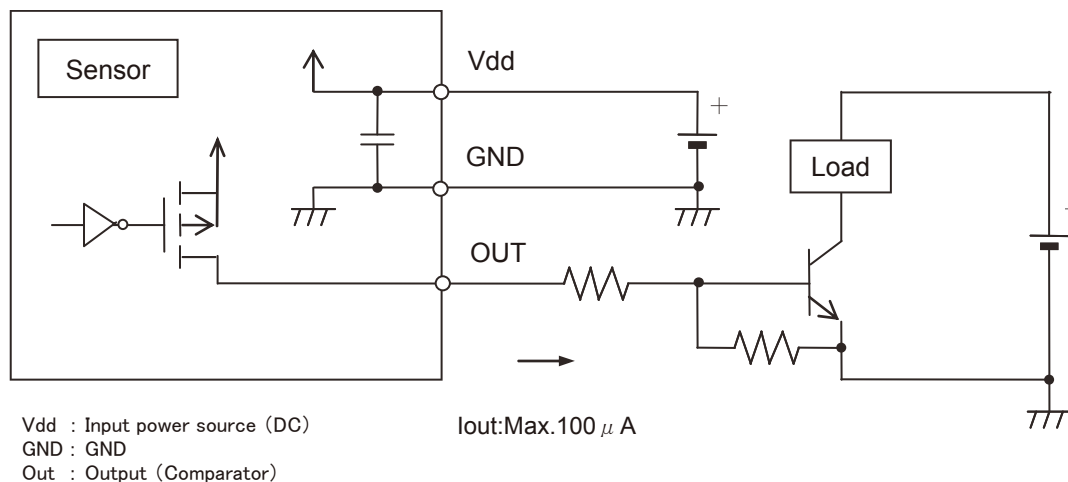 Sensor
Vdd
+
GND
Load
+
OUT
Vdd : Input power source (DC)
GND : GND
Out : Output (Comparator)
Iout:Max.100 μ A